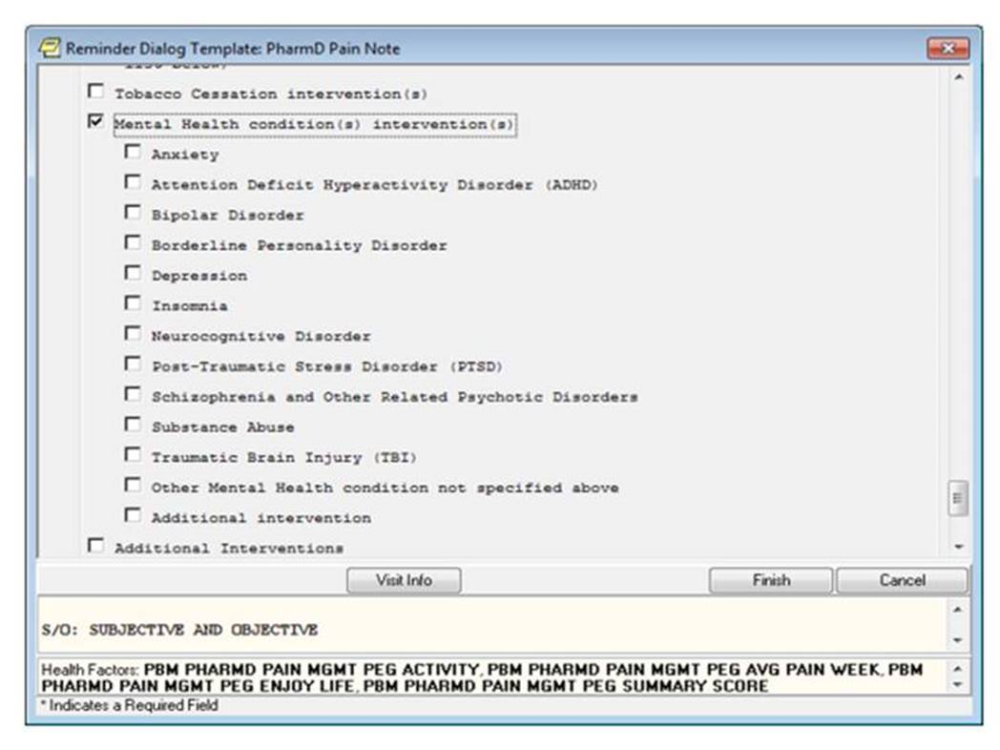 Reminder Dialog Template: PharmD Pain Note
Tobacco Cessation intervention(s)
Mental Health condition(s) intervention(s)
Anxiety
Attention Deficit Hyperactivity Disorder (ADHD)
Bipolar Disorder
Borderline Personality Disorder
Depression
Insomnia
Neurocognitive Disorder
Post-Traumatic Stress Disorder (PTSD)
Schizophrenia and Other Related Psychotic Disorders
Substance Abuse
Traumatic Brain Injury (TBI)
Other Mental Health condition not specified above
Additional intervention
Additional Interventions
Visit Info Finish Cancel
S/O: SUBJECTIVE AND OBJECTIVE
Health Factors: PBM PHARMD PAIN MGMT PEG ACTIVITY, PBM PHARMD PAIN MGMT PEG AVG PAIN WEEK, PBM
PHARMD PAIN MGMT PEG ENJOY LIFE, PBM PHARMD PAIN MGMT PEG SUMMARY SCORE
* Indicates a Required Field